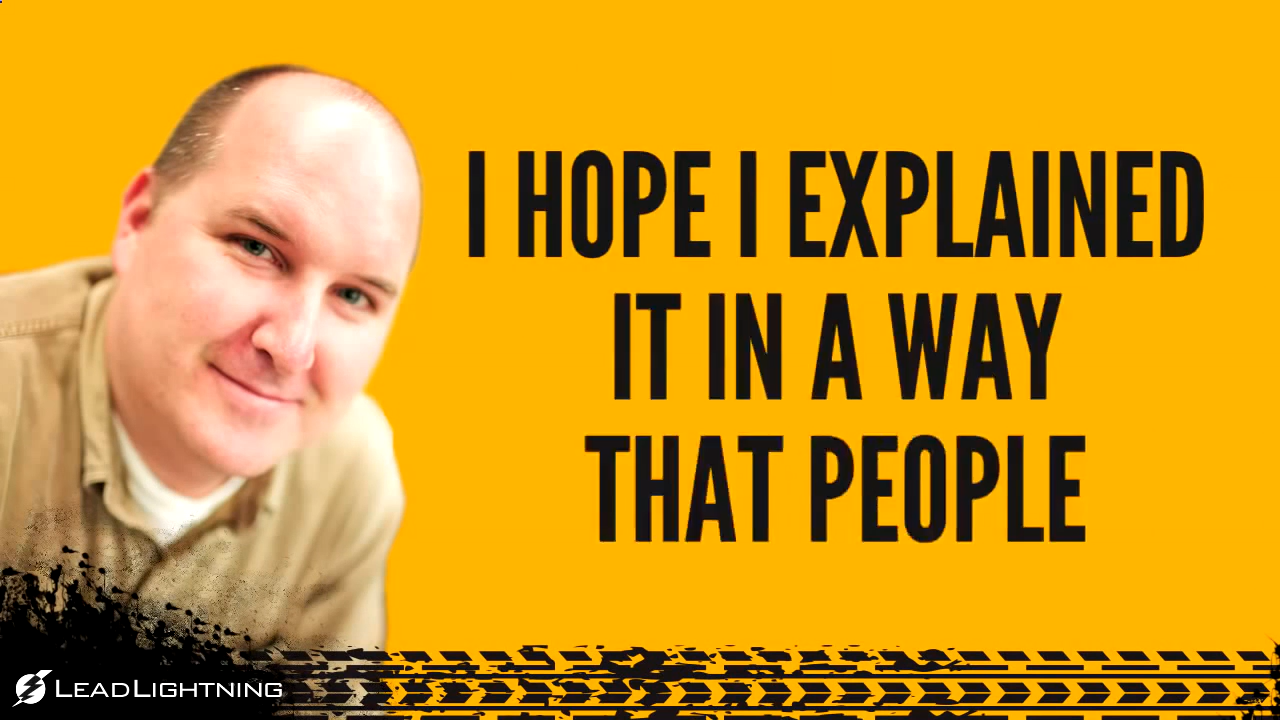 I HOPE I EXPLAINED
IT IN A WAY
THAT PEOPLE
LEADLIGHTNING